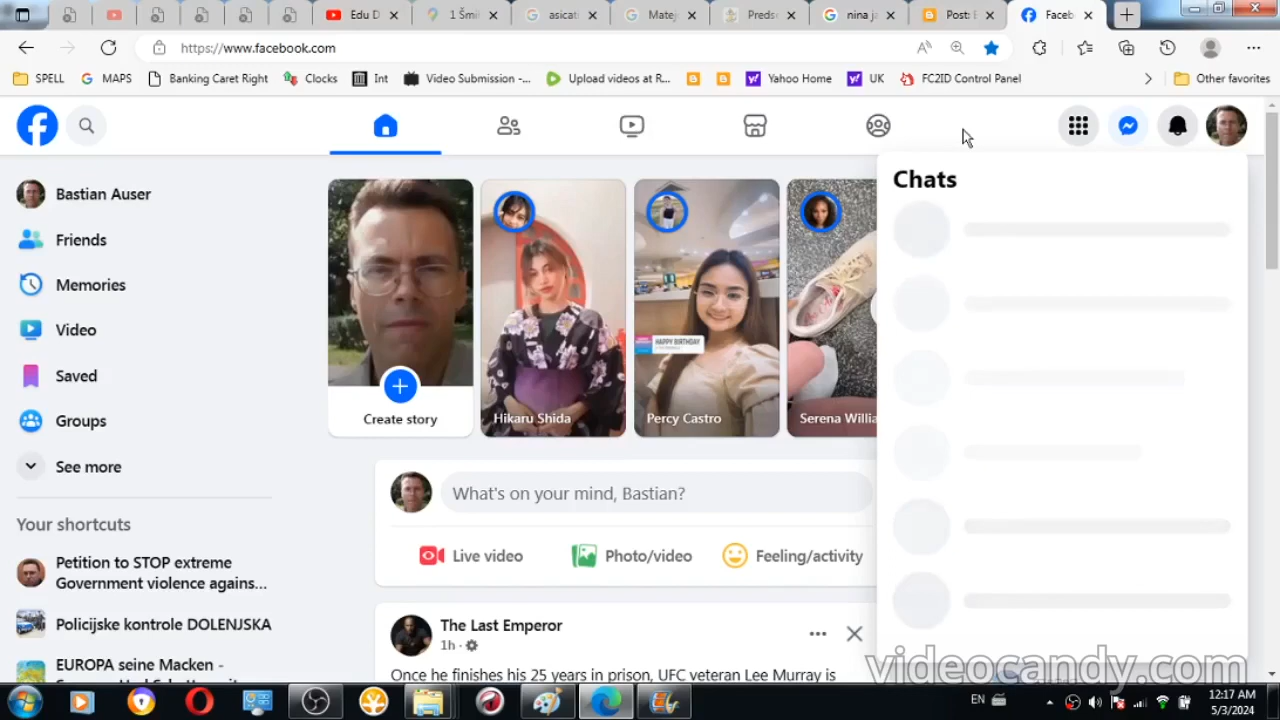 Edu D
1 Šmi
asicat
Matej
Preds
nina ja
Post: E
Faceb
https://www.facebook.com
SPELL
MAPS
Banking Caret Right
Clocks
Int
Video Submission -...
Upload videos at R...
Yahoo Home
UK
FC2ID Control Panel
Other favorites
Bastian Auser
Friends
Memories
Video
Saved
Groups
See more
Your shortcuts
Petition to STOP extreme
Government violence agains...
Policijske kontrole DOLENJSKA
EUROPA seine Macken -
HAPPY BIRTHDAY
Create story
Hikaru Shida
Percy Castro
Serena Willia
What's on your mind, Bastian?
Live video
Photo/video
Feeling/activity
The Last Emperor
1h ·
Once he finishes his 25 years in prison, UFC veteran Lee Murray is
Chats
videocandy.com
EN
12:17 AM
5/3/2024